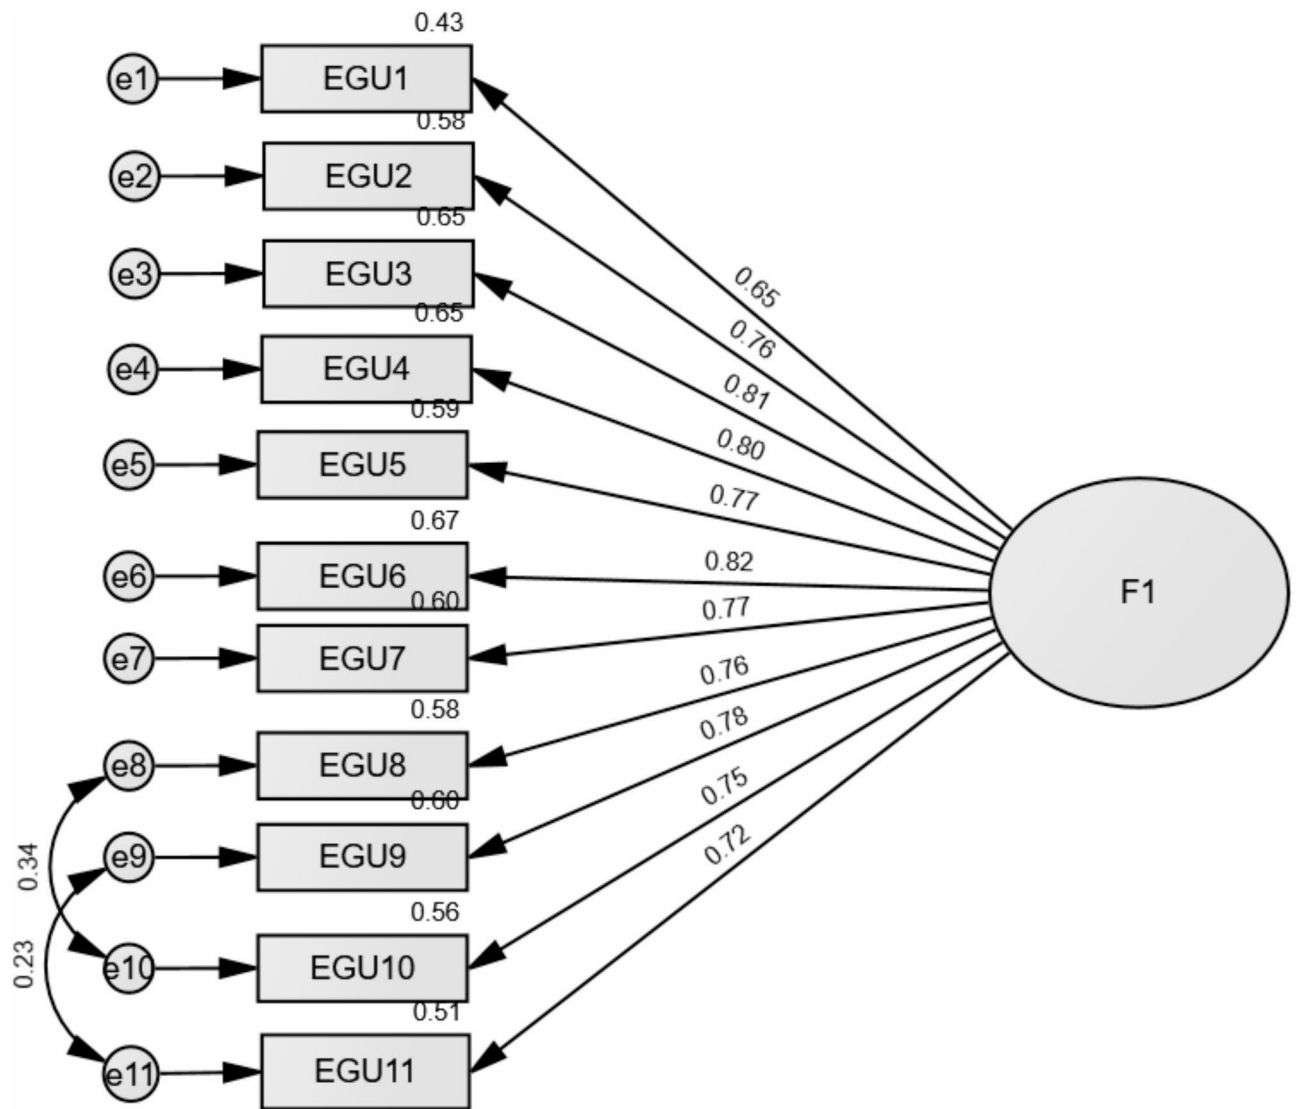 0.43
e1 EGU1
0.58
e2 EGU2
0.65
e3 EGU3
0.65
e4 EGU4
0.59
e5 EGU5
0.67
e6 EGU6
0.60
e7 EGU7
0.58
e8 EGU8
0.60
e9 EGU9
0.56
e10 EGU10
0.51
e11 EGU11
0.34
0.23
0.65
0.76
0.81
0.80
0.77
0.82
0.77
0.76
0.78
0.75
0.72
F1